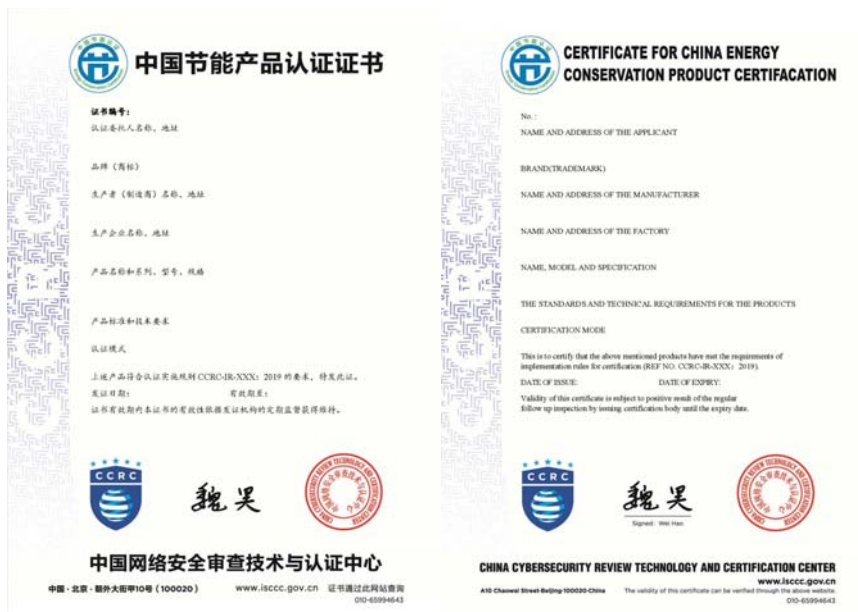 中国节能产品认证证书
证书编号:
认证委托人名称、地址
品牌（商标）
生产者（制造商）名称、地址
生产企业名称、地址
产品名称和系列、型号、规格
产品标准和技术要求
认证模式
上述产品符合认证实施规则 CCRC-IR-XXX: 2019 的要求，特发此证。
发证日期: 有效期至:
证书有效期内本证书的有效性依据发证机构的定期监督获得维持。
CCRC
魏昊
中国网络安全审查技术与认证中心
中国·北京·朝外大街甲10号（100020） www.isccc.gov.cn 证书通过此网站查询
010-65994643
CERTIFICATE FOR CHINA ENERGY
CONSERVATION PRODUCT CERTIFACATION
No. :
NAME AND ADDRESS OF THE APPLICANT
BRAND(TRADEMARK)
NAME AND ADDRESS OF THE MANUFACTURER
NAME AND ADDRESS OF THE FACTORY
NAME, MODEL AND SPECIFICATION
THE STANDARDS AND TECHNICAL REQUIREMENTS FOR THE PRODUCTS
CERTIFICATION MODE
This is to certify that the above mentioned products have met the requirements of
implementation rules for certification (REF NO. CCRC-IR-XXX: 2019).
DATE OF ISSUE: DATE OF EXPIRY:
Validity of this certificate is subject to positive result of the regular
follow up inspection by issuing certification body until the expiry date.
CCRC
魏昊
Signed: Wei Hao
CHINA CYBERSECURITY REVIEW TECHNOLOGY AND CERTIFICATION CENTER
www.isccc.gov.cn
A10 Chaowai Street·Beijing·100020·China The validity of this certificate can be verified through the above website.
010-65994643